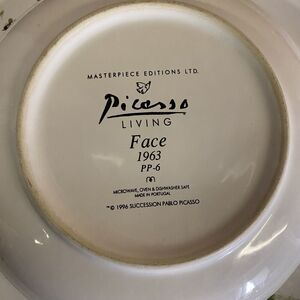 MASTERPIECE EDITIONS LTD.
Picasso
LIVING
Face
1963
PP-6
MICROWAVE, OVEN & DISHWASHER SAFE
MADE IN PORTUGAL
™© 1996 SUCCESSION PABLO PICASSO